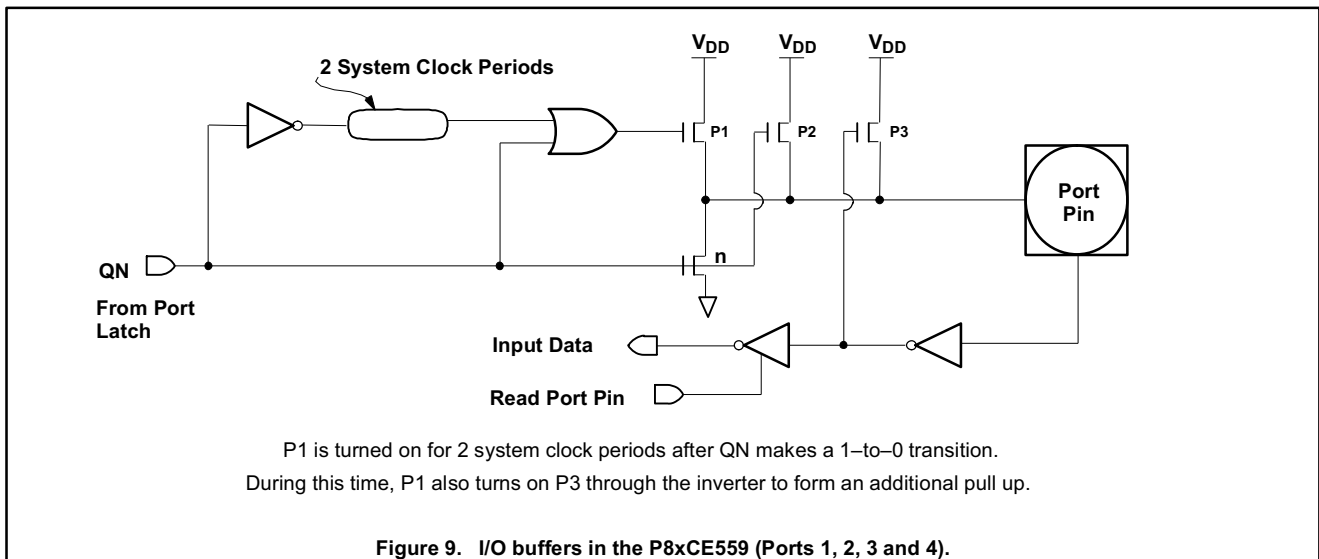 VDD VDD VDD
2 System Clock Periods
P1 P2 P3
Port
Pin
n
QN
From Port
Latch
Input Data
Read Port Pin
P1 is turned on for 2 system clock periods after QN makes a 1–to–0 transition.
During this time, P1 also turns on P3 through the inverter to form an additional pull up.
Figure 9. I/O buffers in the P8xCE559 (Ports 1, 2, 3 and 4).